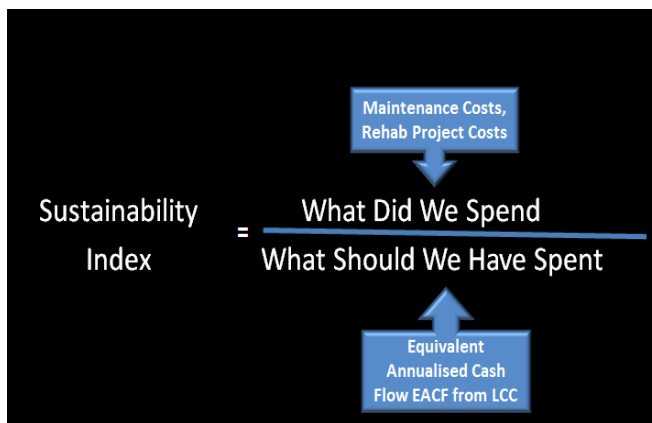 Maintenance Costs,
Rehab Project Costs
Sustainability
Index
=
What Did We Spend
What Should We Have Spent
Equivalent
Annualised Cash
Flow EACF from LCC